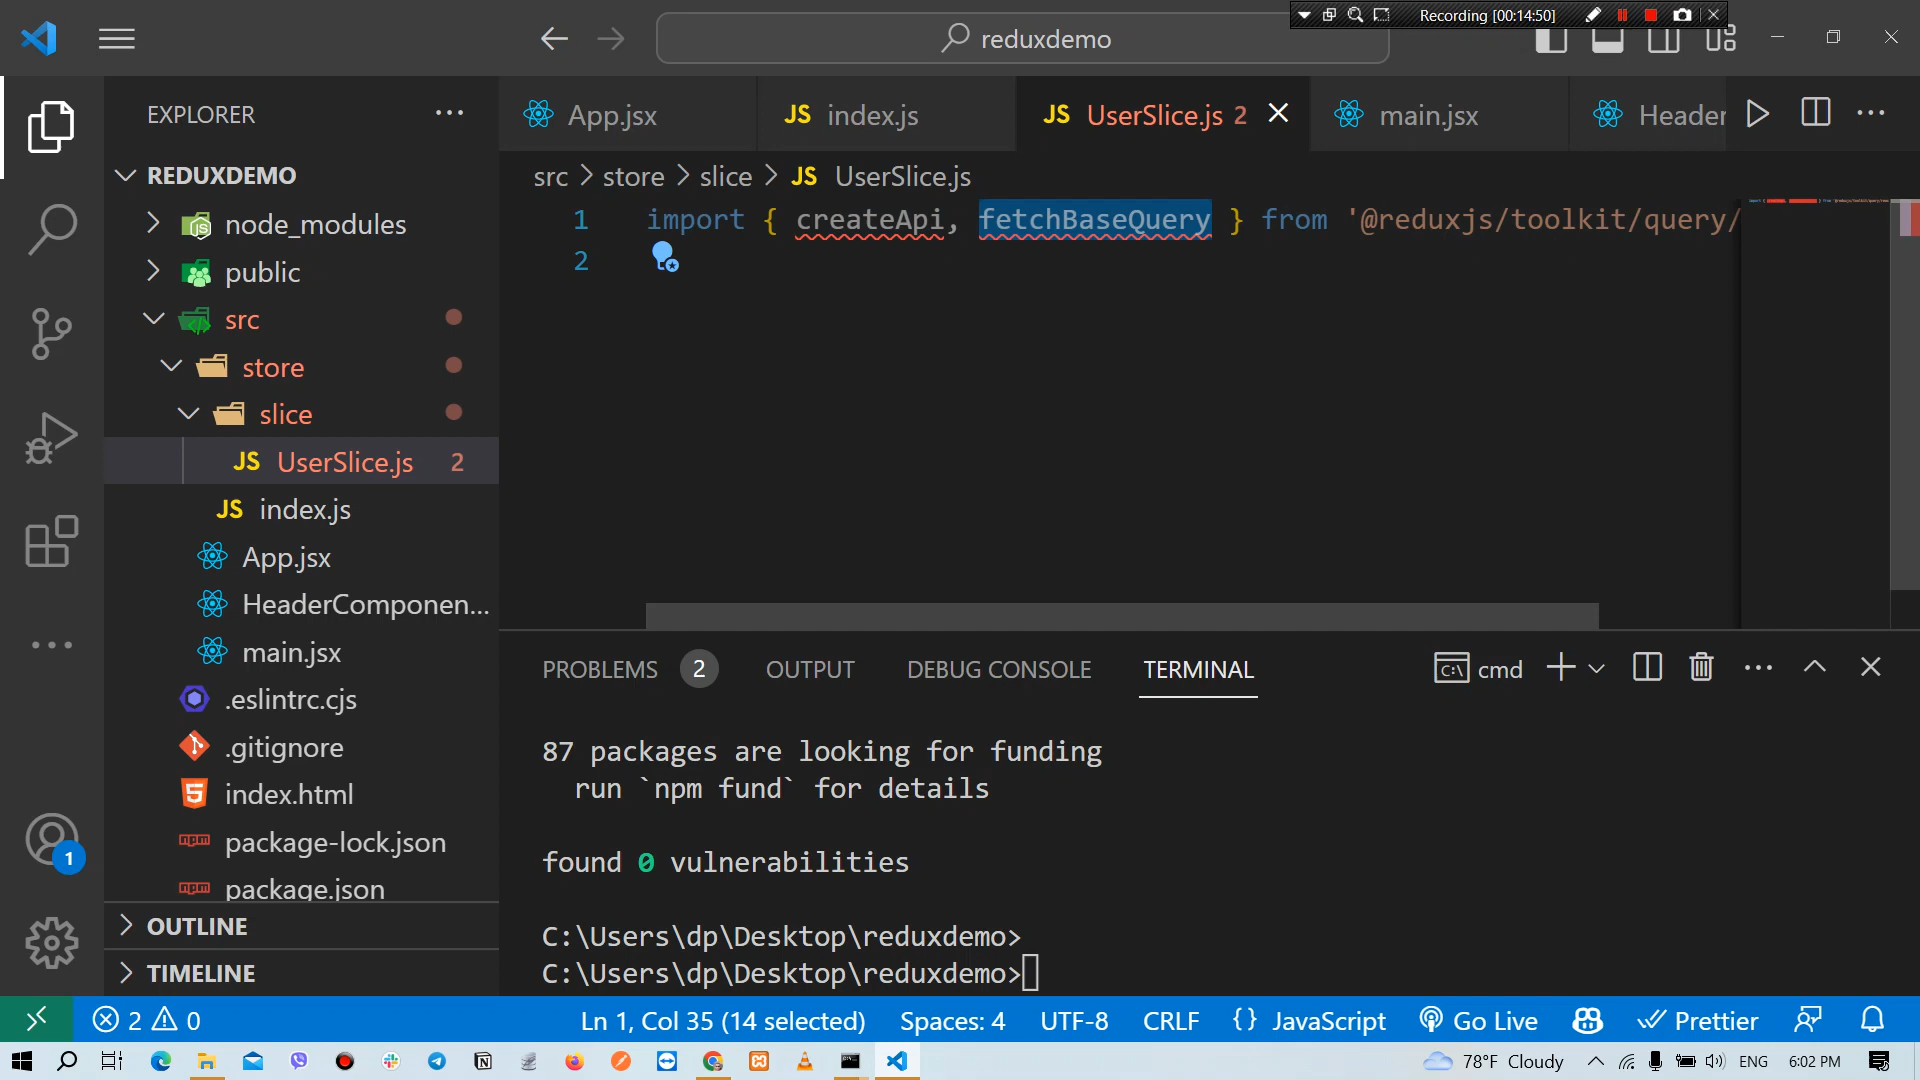 Recording [00:14:50]
reduxdemo
EXPLORER
App.jsx
JS index.js
JS UserSlice.js 2
main.jsx
Header
REDUXDEMO
src > store > slice > JS UserSlice.js
node_modules
public
src
store
slice
JS UserSlice.js 2
JS index.js
App.jsx
HeaderComponen...
main.jsx
.eslintrc.cjs
.gitignore
index.html
package-lock.json
package.json
OUTLINE
TIMELINE
1
1 import { createApi, fetchBaseQuery } from '@reduxjs/toolkit/query/
2
PROBLEMS 2 OUTPUT DEBUG CONSOLE TERMINAL
cmd
87 packages are looking for funding
run `npm fund` for details
found 0 vulnerabilities
C:\Users\dp\Desktop\reduxdemo>
C:\Users\dp\Desktop\reduxdemo>
2 0
Ln 1, Col 35 (14 selected) Spaces: 4 UTF-8 CRLF {} JavaScript Go Live Prettier
78°F Cloudy ENG 6:02 PM